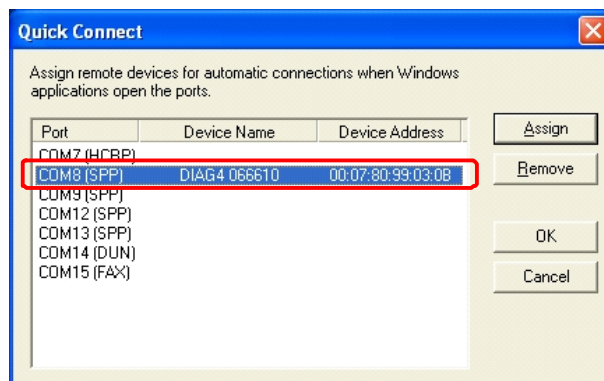 Quick Connect
Assign remote devices for automatic connections when Windows
applications open the ports.
Port Device Name Device Address
COM7 (HCRP)
COM8 (SPP) DIAG4 066610 00:07:80:99:03:0B
COM9 (SPP)
COM12 (SPP)
COM13 (SPP)
COM14 (DUN)
COM15 (FAX)
Assign
Remove
OK
Cancel